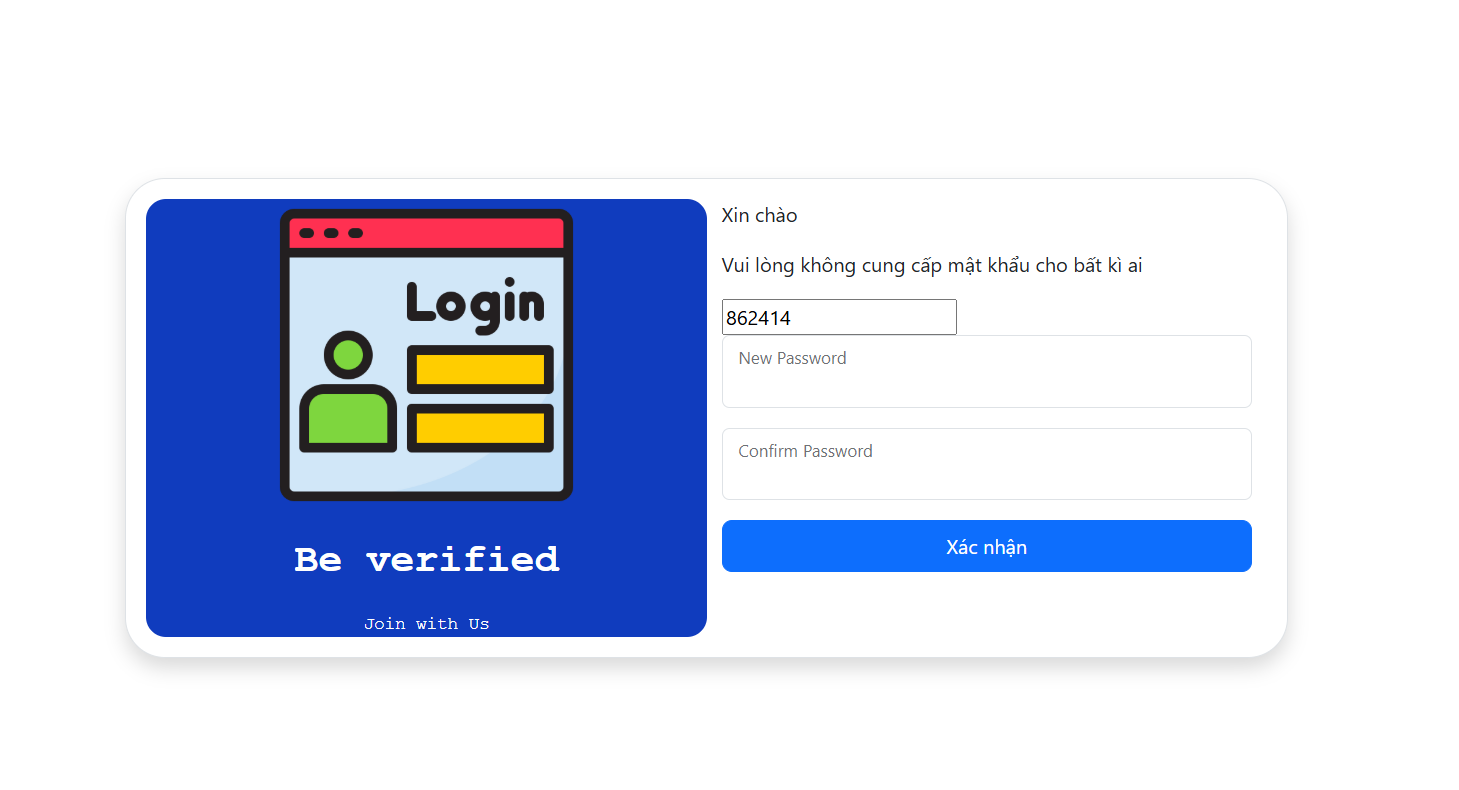 Login
Be verified
Join with Us
Xin chào
Vui lòng không cung cấp mật khẩu cho bất kì ai
862414
New Password
Confirm Password
Xác nhận